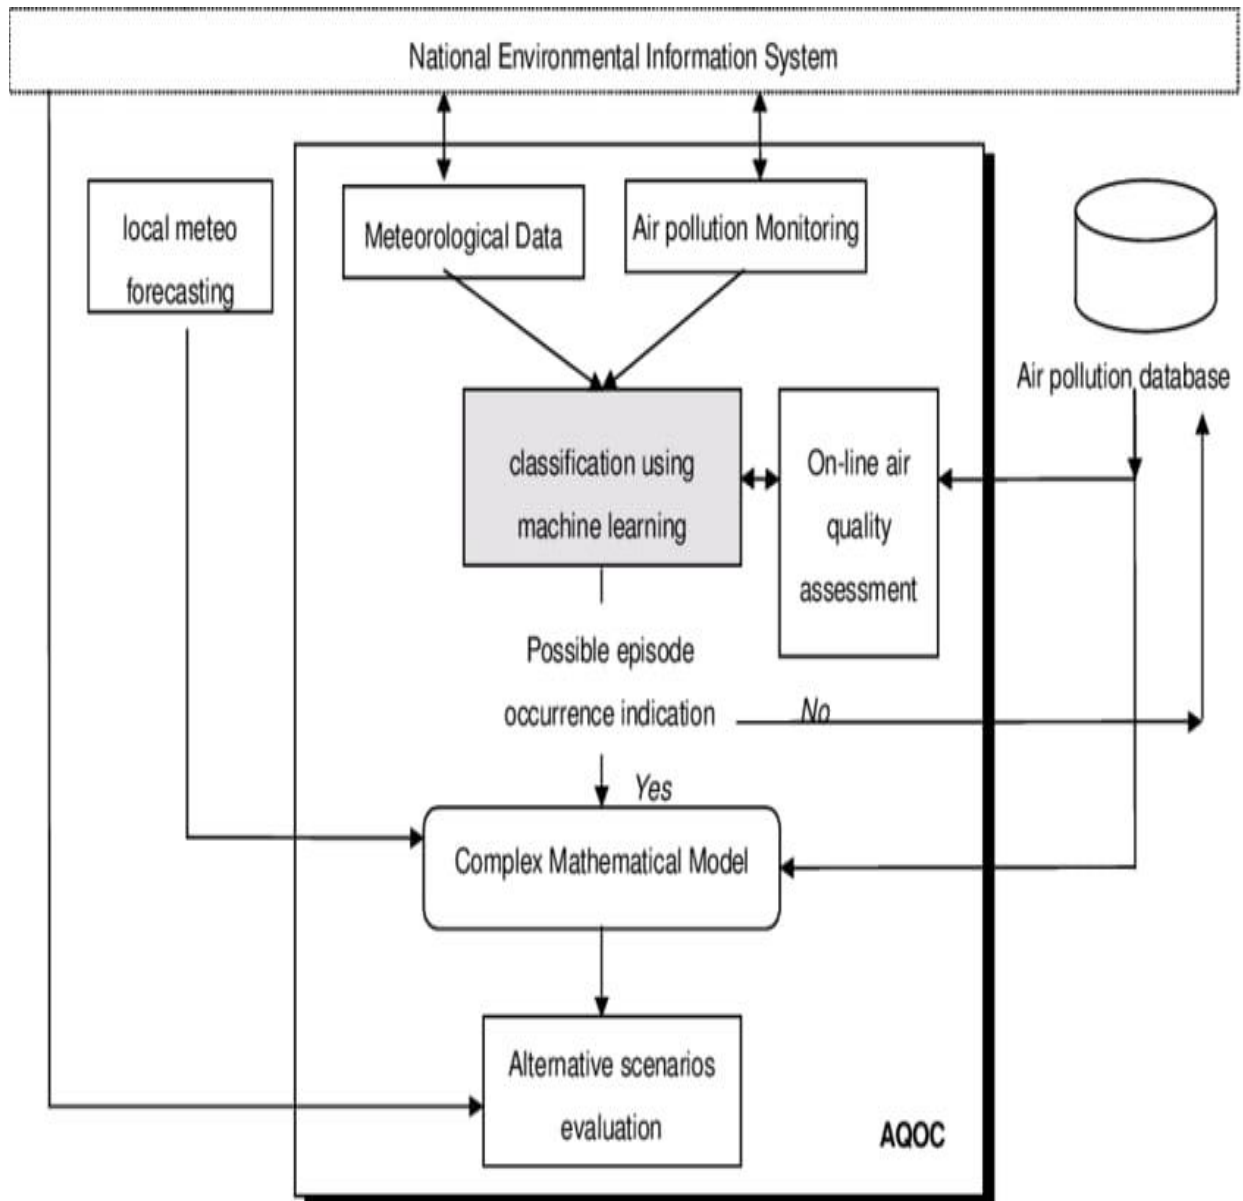 National Environmental Information System
local meteo
forecasting
Meteorological Data
Air pollution Monitoring
Air pollution database
classification using
machine learning
On-line air
quality
assessment
Possible episode
occurrence indication
No
Yes
Complex Mathematical Model
Alternative scenarios
evaluation
AQOC